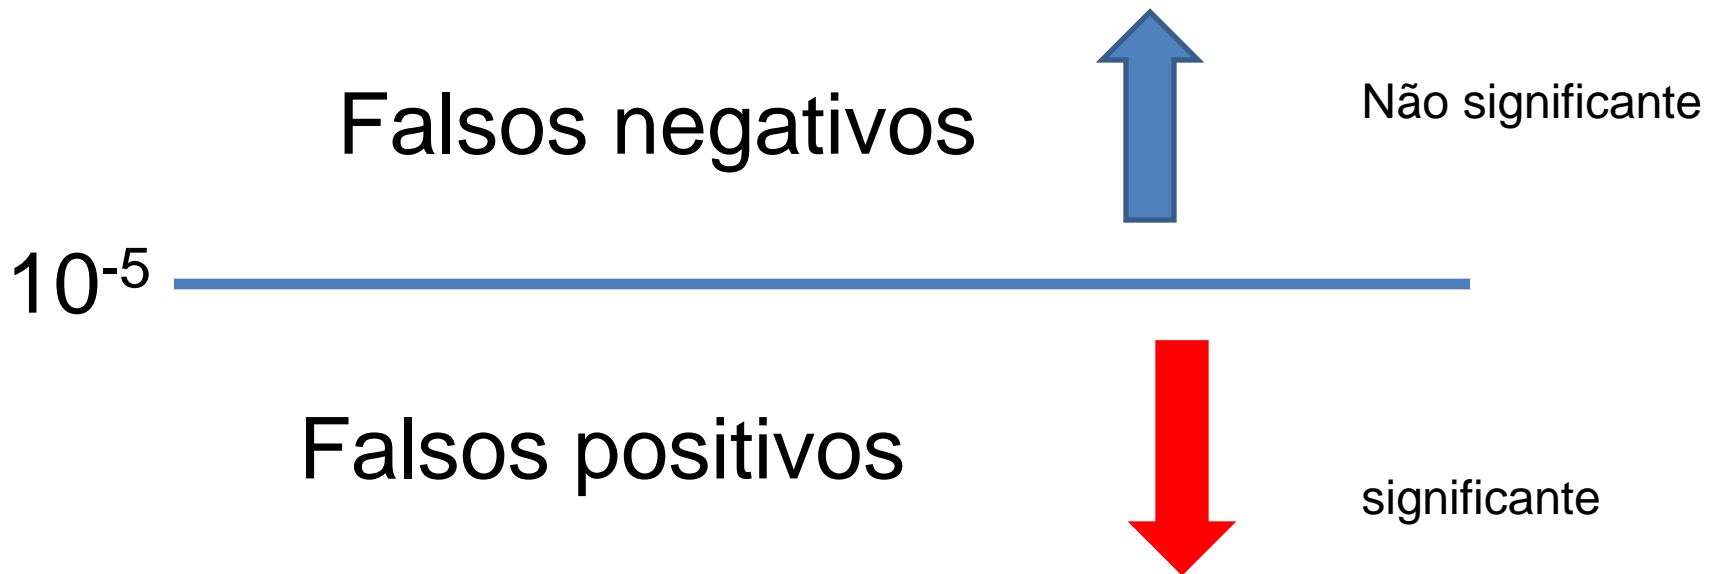 Não significante
Falsos negativos
10⁻⁵
Falsos positivos
significante